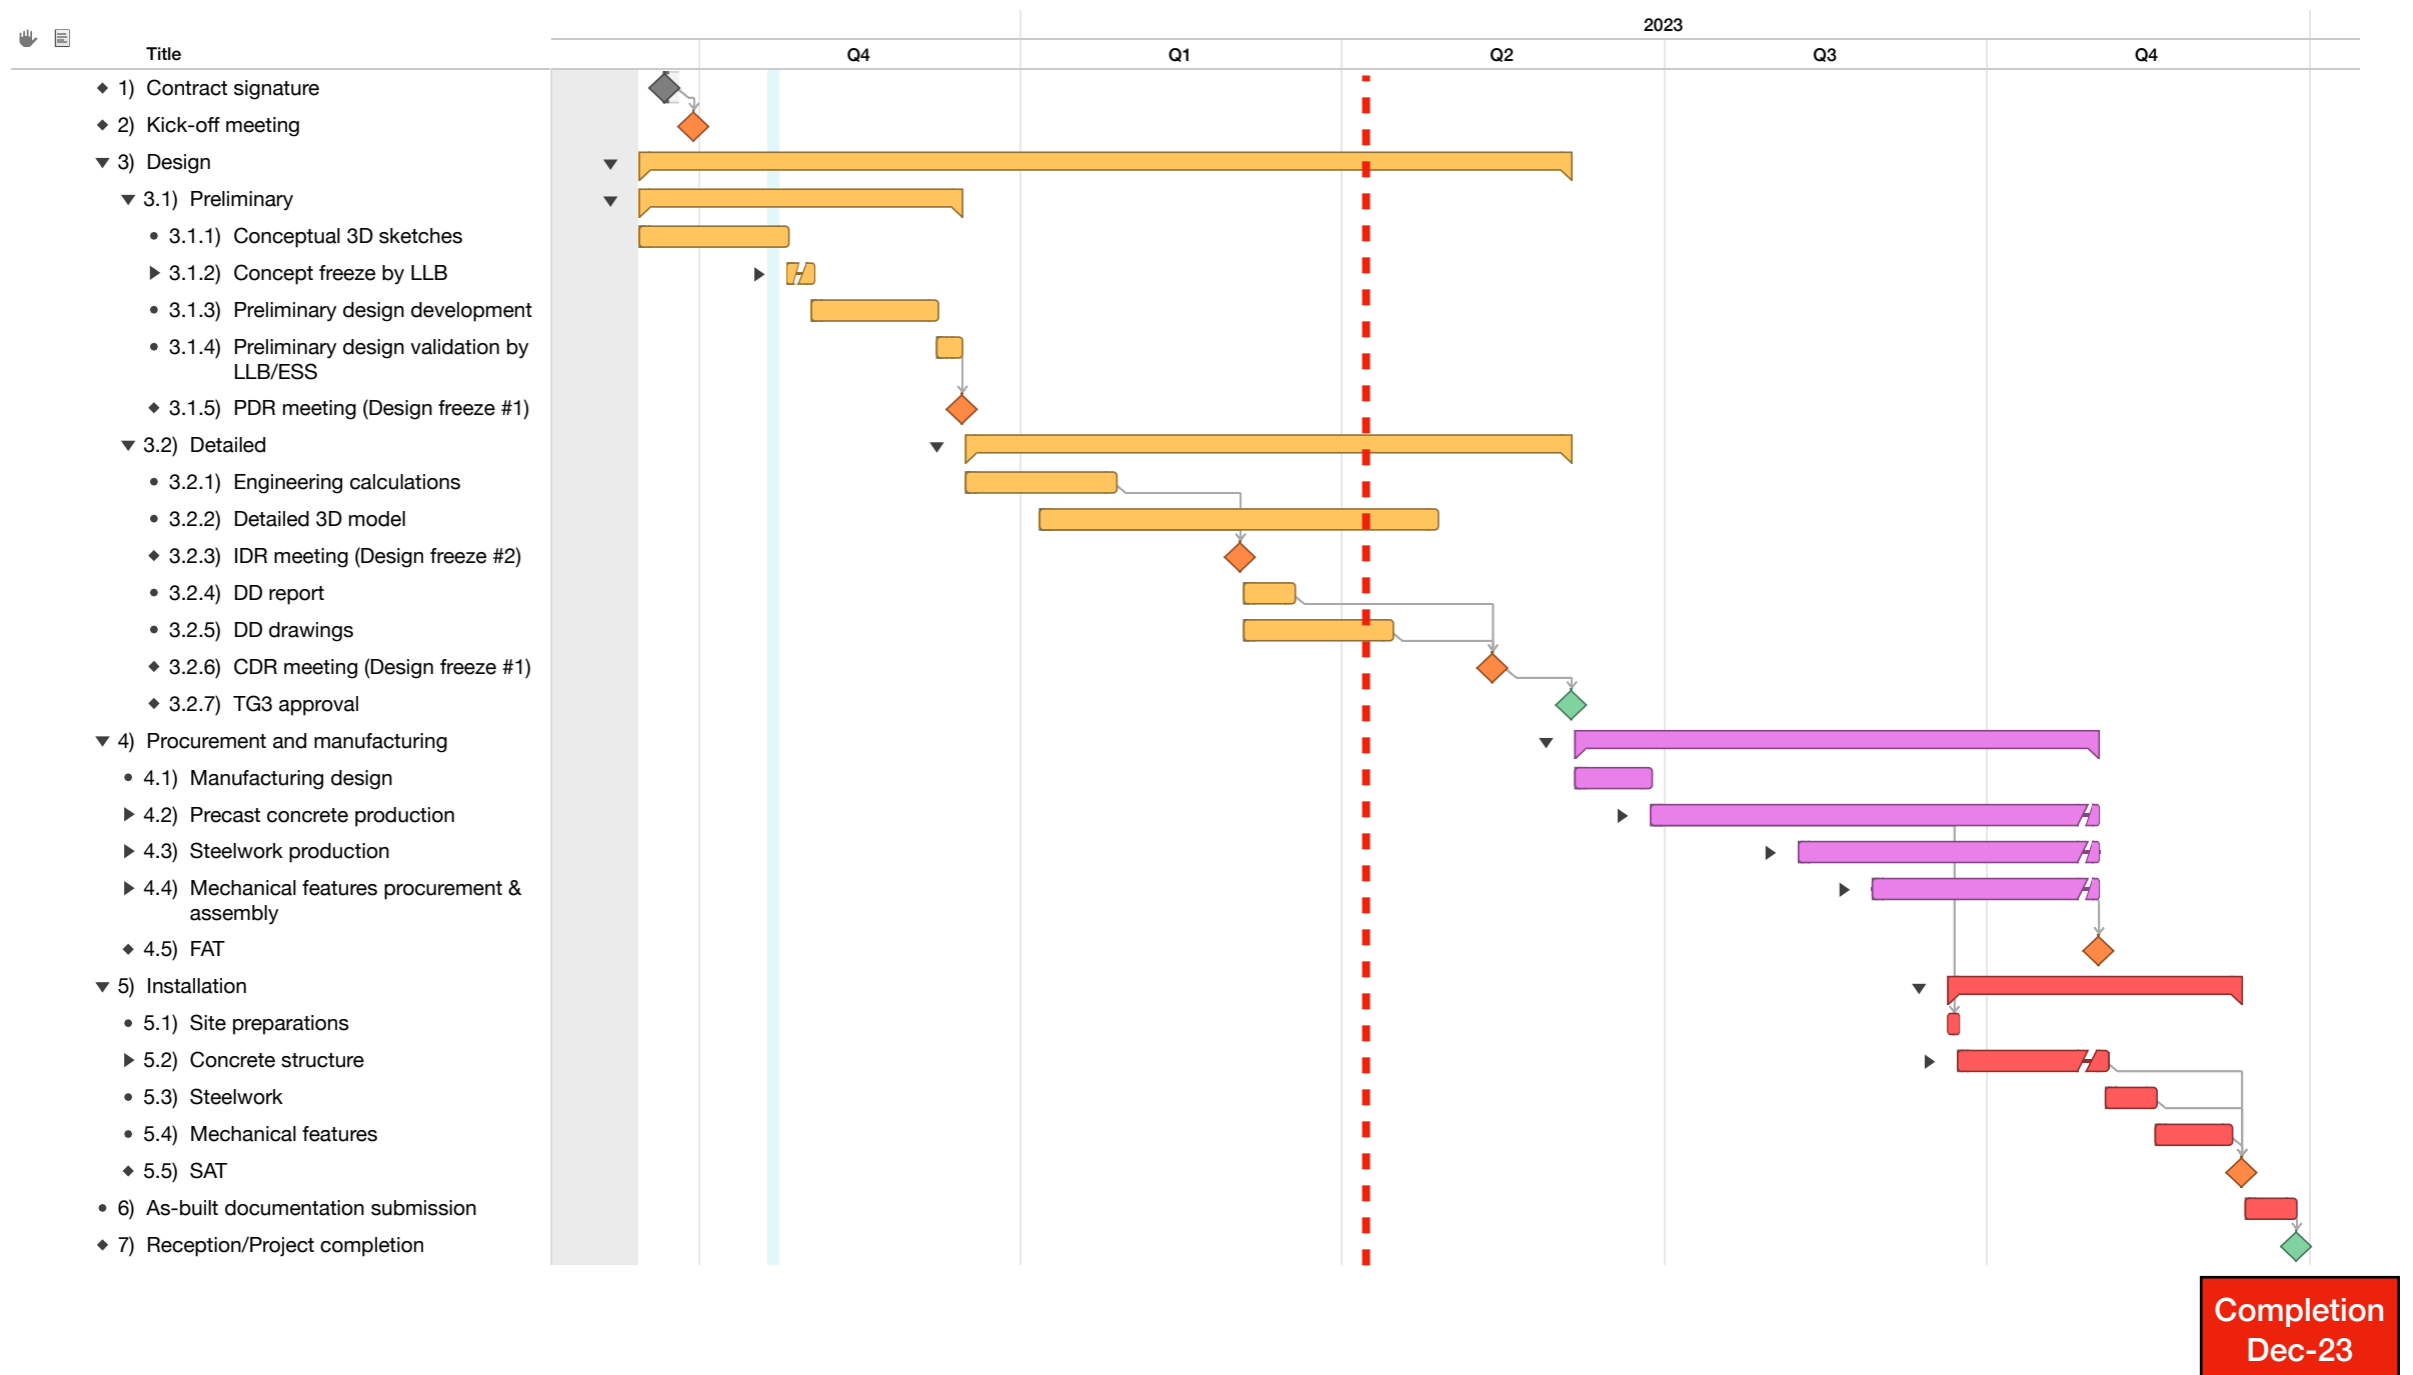 2023
Title
Q4 Q1 Q2 Q3 Q4
1) Contract signature
2) Kick-off meeting
3) Design
3.1) Preliminary
3.1.1) Conceptual 3D sketches
3.1.2) Concept freeze by LLB
3.1.3) Preliminary design development
3.1.4) Preliminary design validation by
LLB/ESS
3.1.5) PDR meeting (Design freeze #1)
3.2) Detailed
3.2.1) Engineering calculations
3.2.2) Detailed 3D model
3.2.3) IDR meeting (Design freeze #2)
3.2.4) DD report
3.2.5) DD drawings
3.2.6) CDR meeting (Design freeze #1)
3.2.7) TG3 approval
4) Procurement and manufacturing
4.1) Manufacturing design
4.2) Precast concrete production
4.3) Steelwork production
4.4) Mechanical features procurement &
assembly
4.5) FAT
5) Installation
5.1) Site preparations
5.2) Concrete structure
5.3) Steelwork
5.4) Mechanical features
5.5) SAT
6) As-built documentation submission
7) Reception/Project completion
Completion
Dec-23